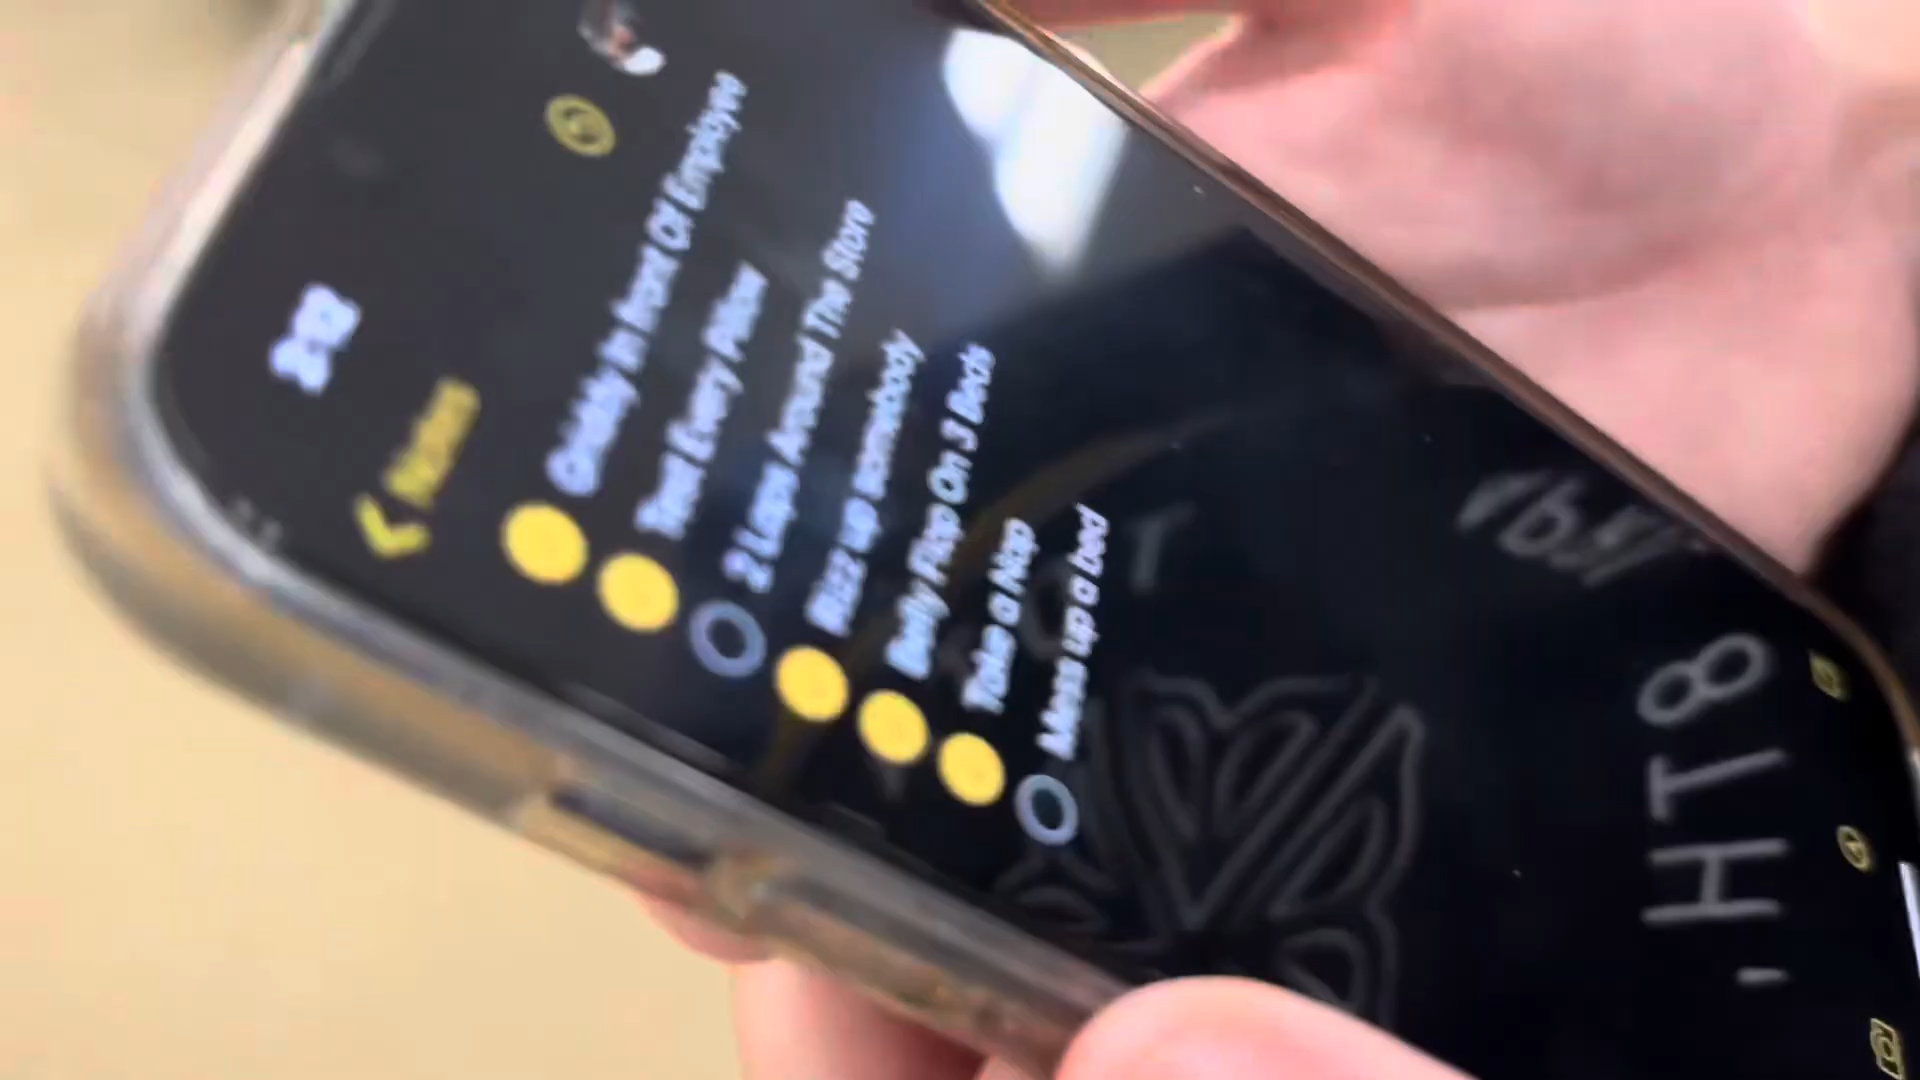 Notes
Griddy In front Of Employee
Test Every Pillow
2 Laps Around The Store
Rizz up somebody
Belly Flop On 3 Beds
Take a Nap
Mess up a bed